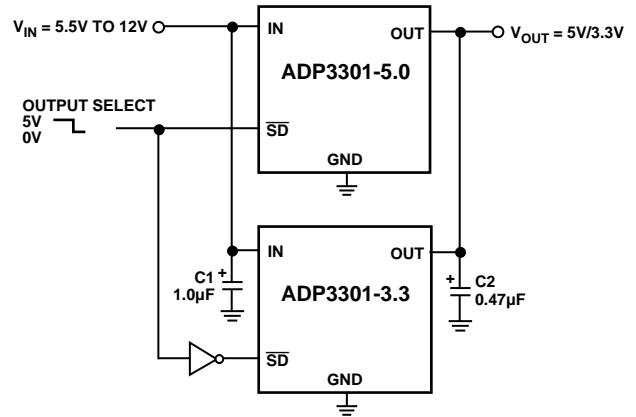 V_IN = 5.5V TO 12V
IN
OUT
V_OUT = 5V/3.3V
ADP3301-5.0
OUTPUT SELECT
5V
0V
SD
GND
IN
OUT
C1
+
1.0µF
ADP3301-3.3
+
C2
0.47µF
SD
GND